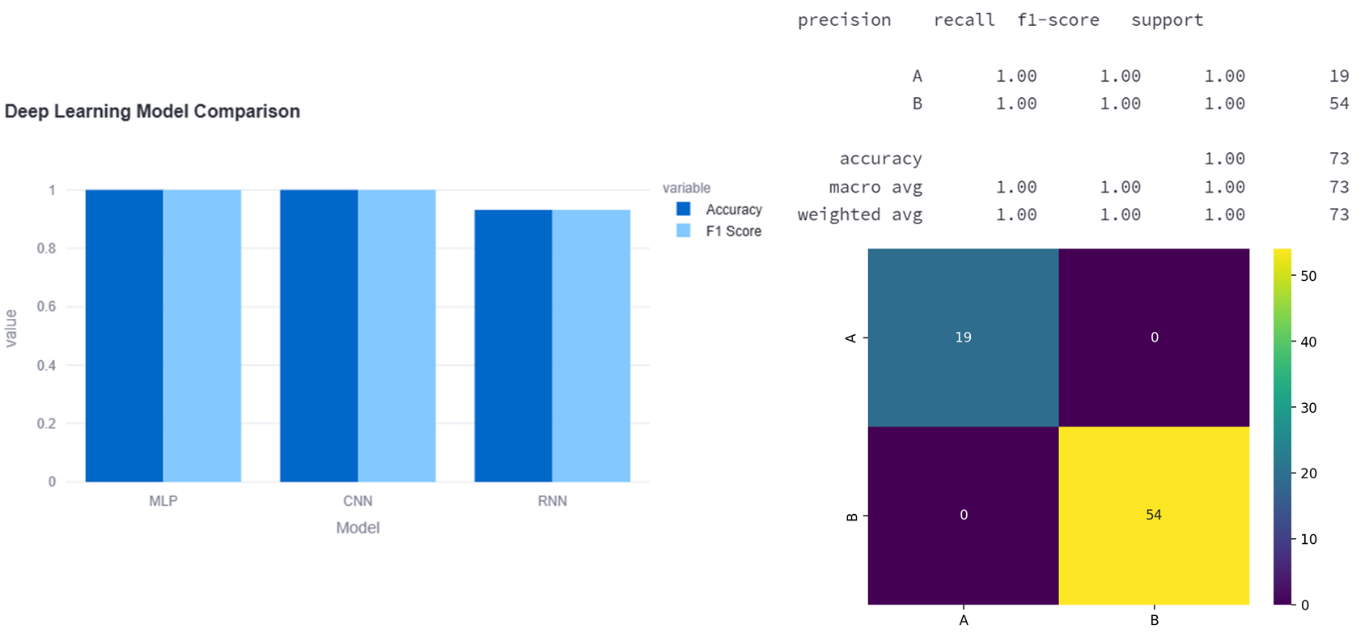 Deep Learning Model Comparison
1
0.8
0.6
0.4
0.2
0
value
MLP CNN RNN
Model
variable
Accuracy
F1 Score
precision recall f1-score support
A 1.00 1.00 1.00 19
B 1.00 1.00 1.00 54
accuracy 1.00 73
macro avg 1.00 1.00 1.00 73
weighted avg 1.00 1.00 1.00 73
A 19 0
B 0 54
A B
50
40
30
20
10
0